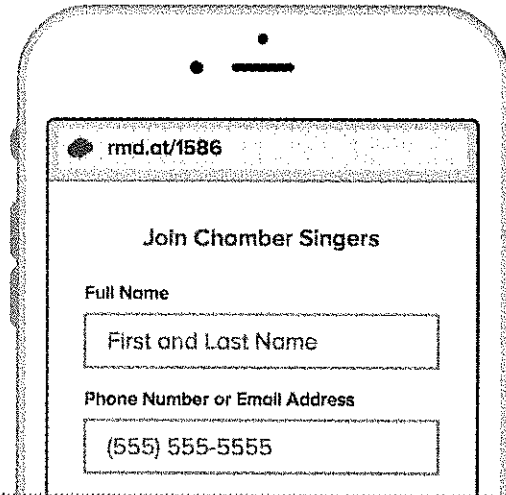 rmd.at/1586
Join Chamber Singers
Full Name
First and Last Name
Phone Number or Email Address
(555) 555-5555